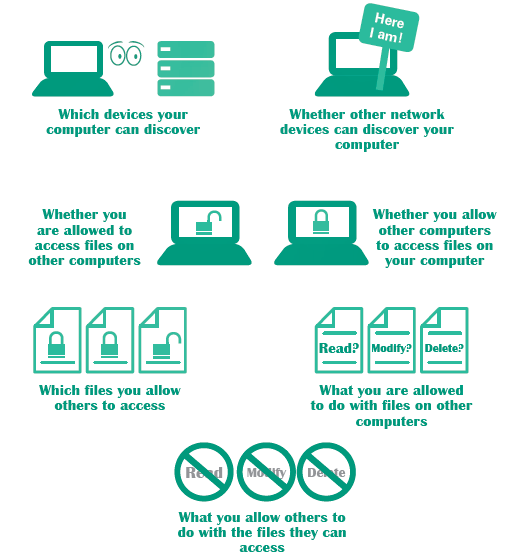 Here
I am!
Which devices your
computer can discover
Whether other network
devices can discover your
computer
Whether you
are allowed to
access files on
other computers
Whether you allow
other computers
to access files on
your computer
Which files you allow
others to access
Read?
Modify?
Delete?
What you are allowed
to do with files on other
computers
Read
Modify
Delete
What you allow others to
do with the files they can
access